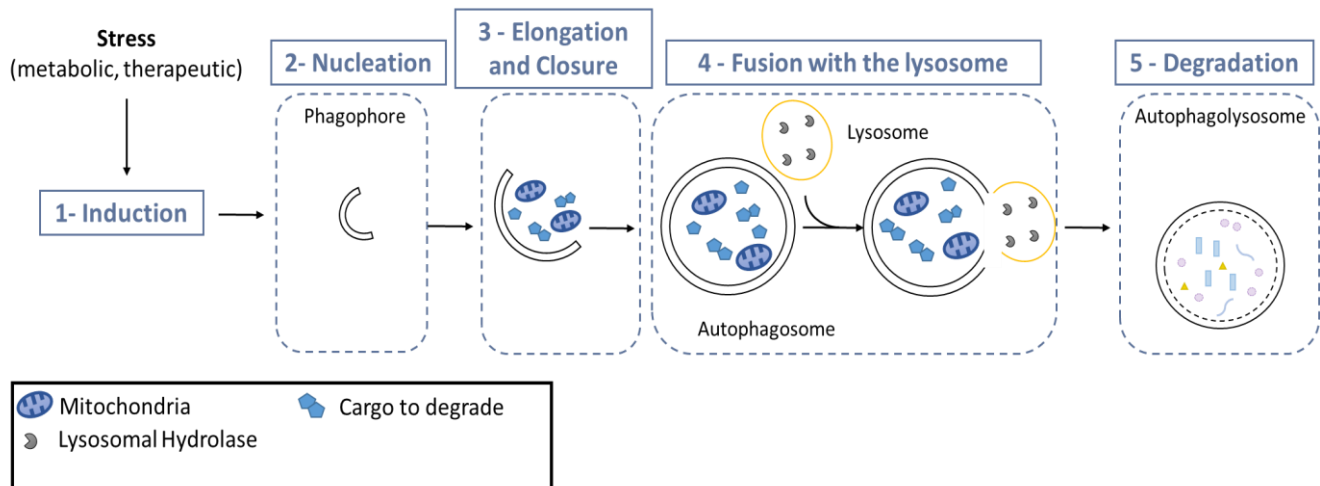 Stress
(metabolic, therapeutic)
1- Induction
2- Nucleation
Phagophore
3 - Elongation
and Closure
4 - Fusion with the lysosome
Lysosome
Autophagosome
5 - Degradation
Autophagolysosome
Mitochondria
Cargo to degrade
Lysosomal Hydrolase